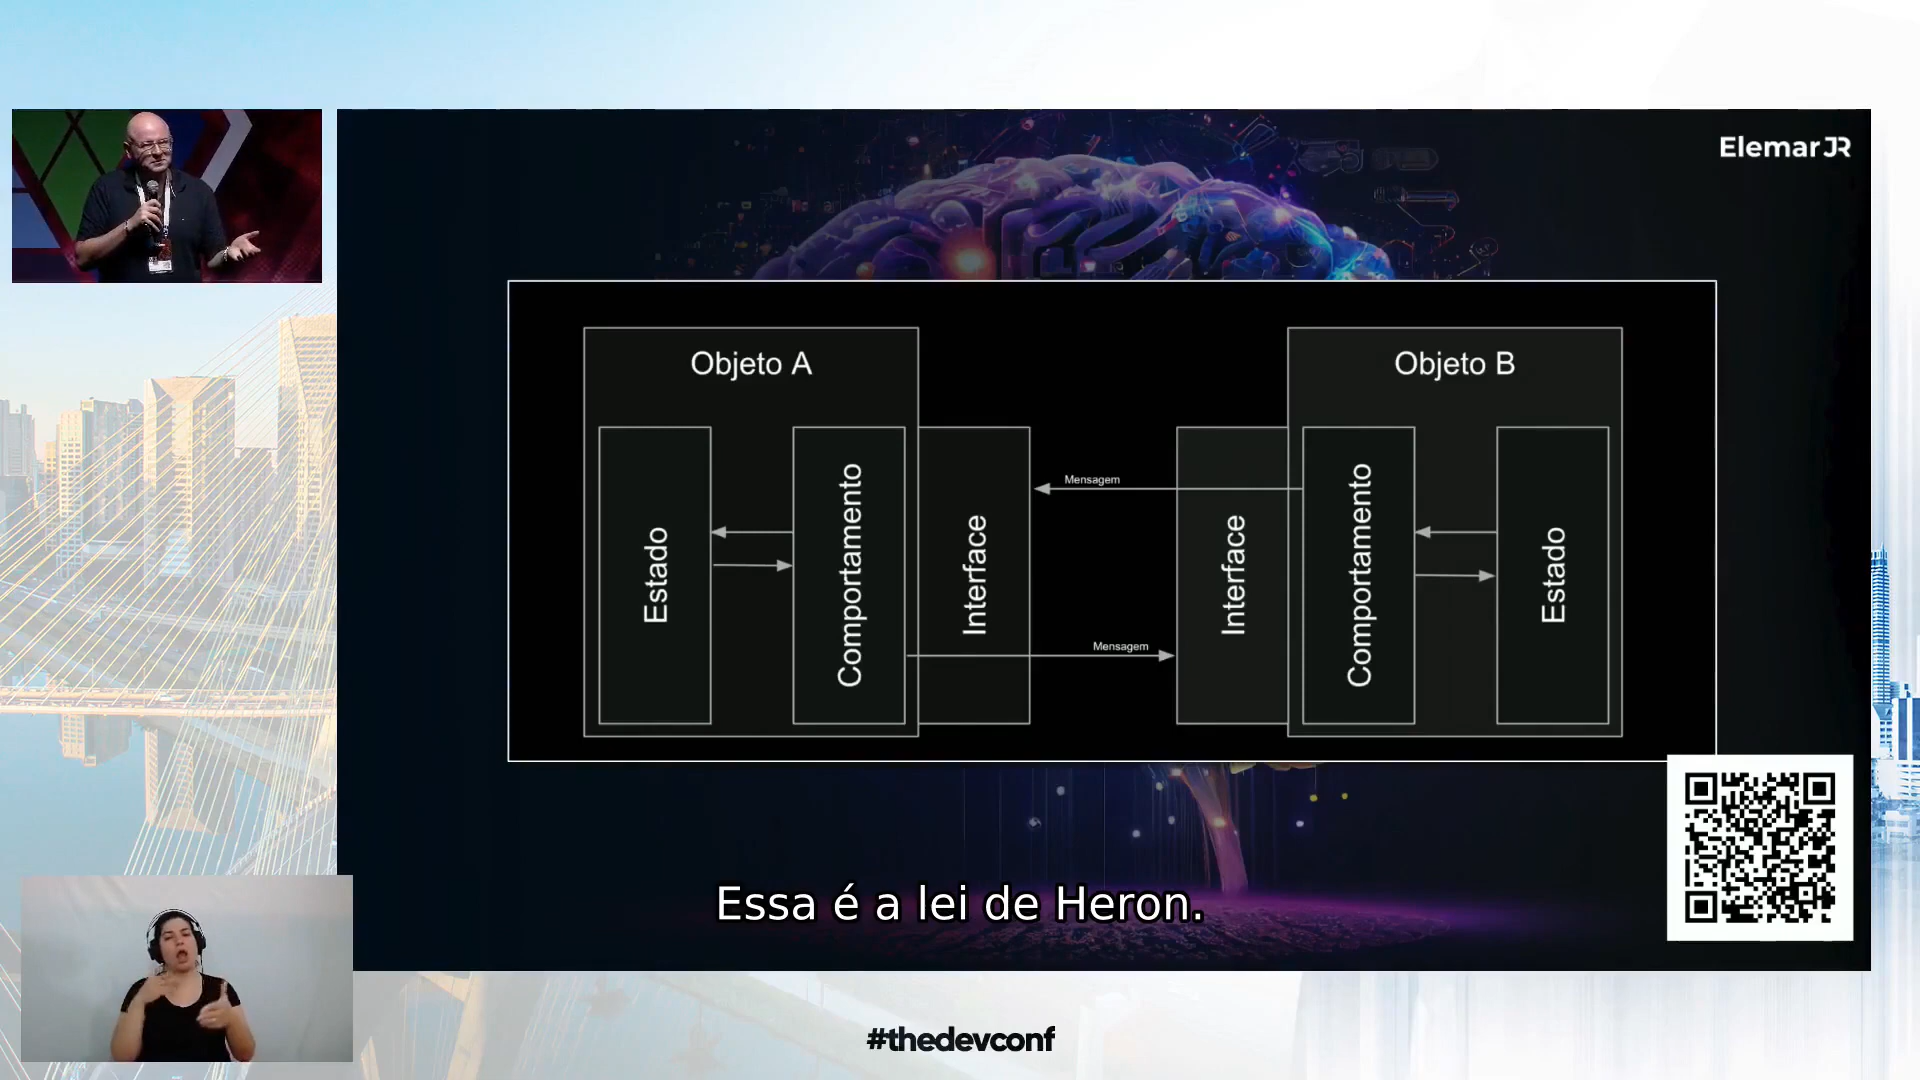 Elemar JR
Objeto A
Objeto B
Estado
Comportamento
Interface
Mensagem
Mensagem
Interface
Comportamento
Estado
Essa é a lei de Heron.
#thedevconf